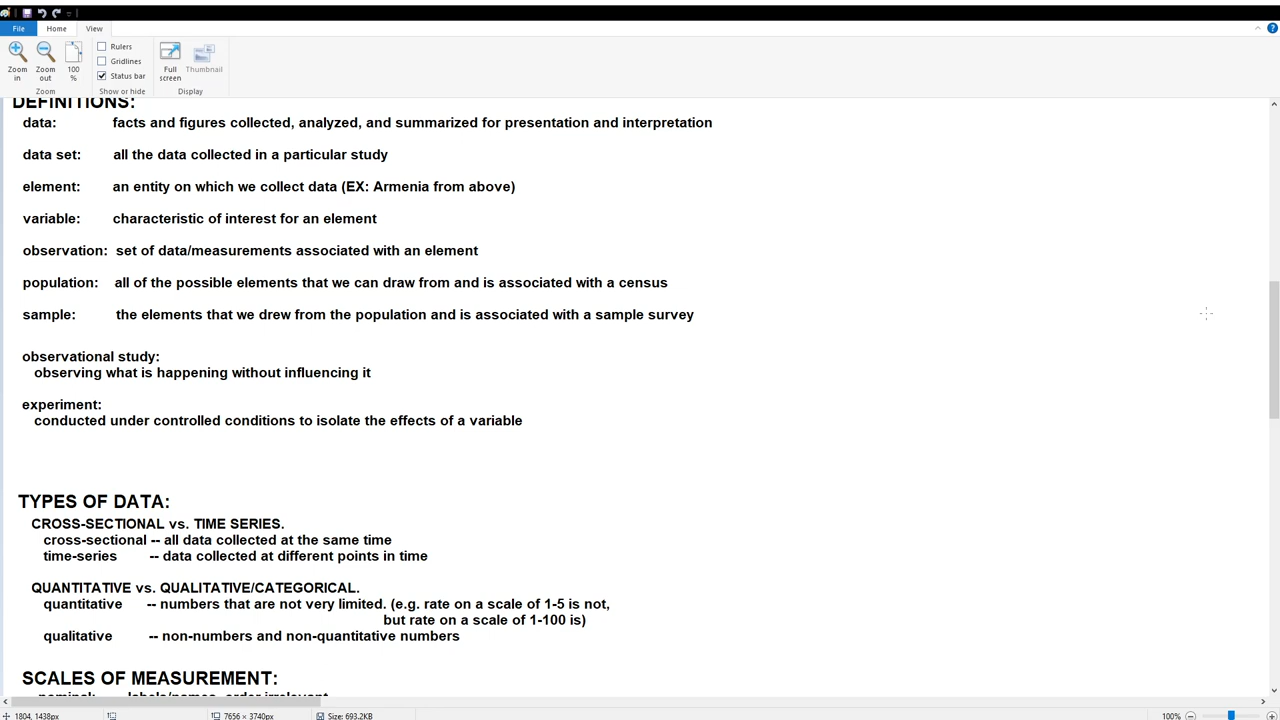 File Home View
Zoom in
Zoom out
100 %
Rulers
Gridlines
Status bar
Full screen
Thumbnail
Zoom
Show or hide
Display
DEFINITIONS:
data: facts and figures collected, analyzed, and summarized for presentation and interpretation
data set: all the data collected in a particular study
element: an entity on which we collect data (EX: Armenia from above)
variable: characteristic of interest for an element
observation: set of data/measurements associated with an element
population: all of the possible elements that we can draw from and is associated with a census
sample: the elements that we drew from the population and is associated with a sample survey
observational study:
observing what is happening without influencing it
experiment:
conducted under controlled conditions to isolate the effects of a variable
TYPES OF DATA:
CROSS-SECTIONAL vs. TIME SERIES.
cross-sectional -- all data collected at the same time
time-series -- data collected at different points in time
QUANTITATIVE vs. QUALITATIVE/CATEGORICAL.
quantitative -- numbers that are not very limited. (e.g. rate on a scale of 1-5 is not,
but rate on a scale of 1-100 is)
qualitative -- non-numbers and non-quantitative numbers
SCALES OF MEASUREMENT:
nominal: labels/names, order irrelevant
1804, 1438px 7656 × 3740px Size: 693.2KB 100%